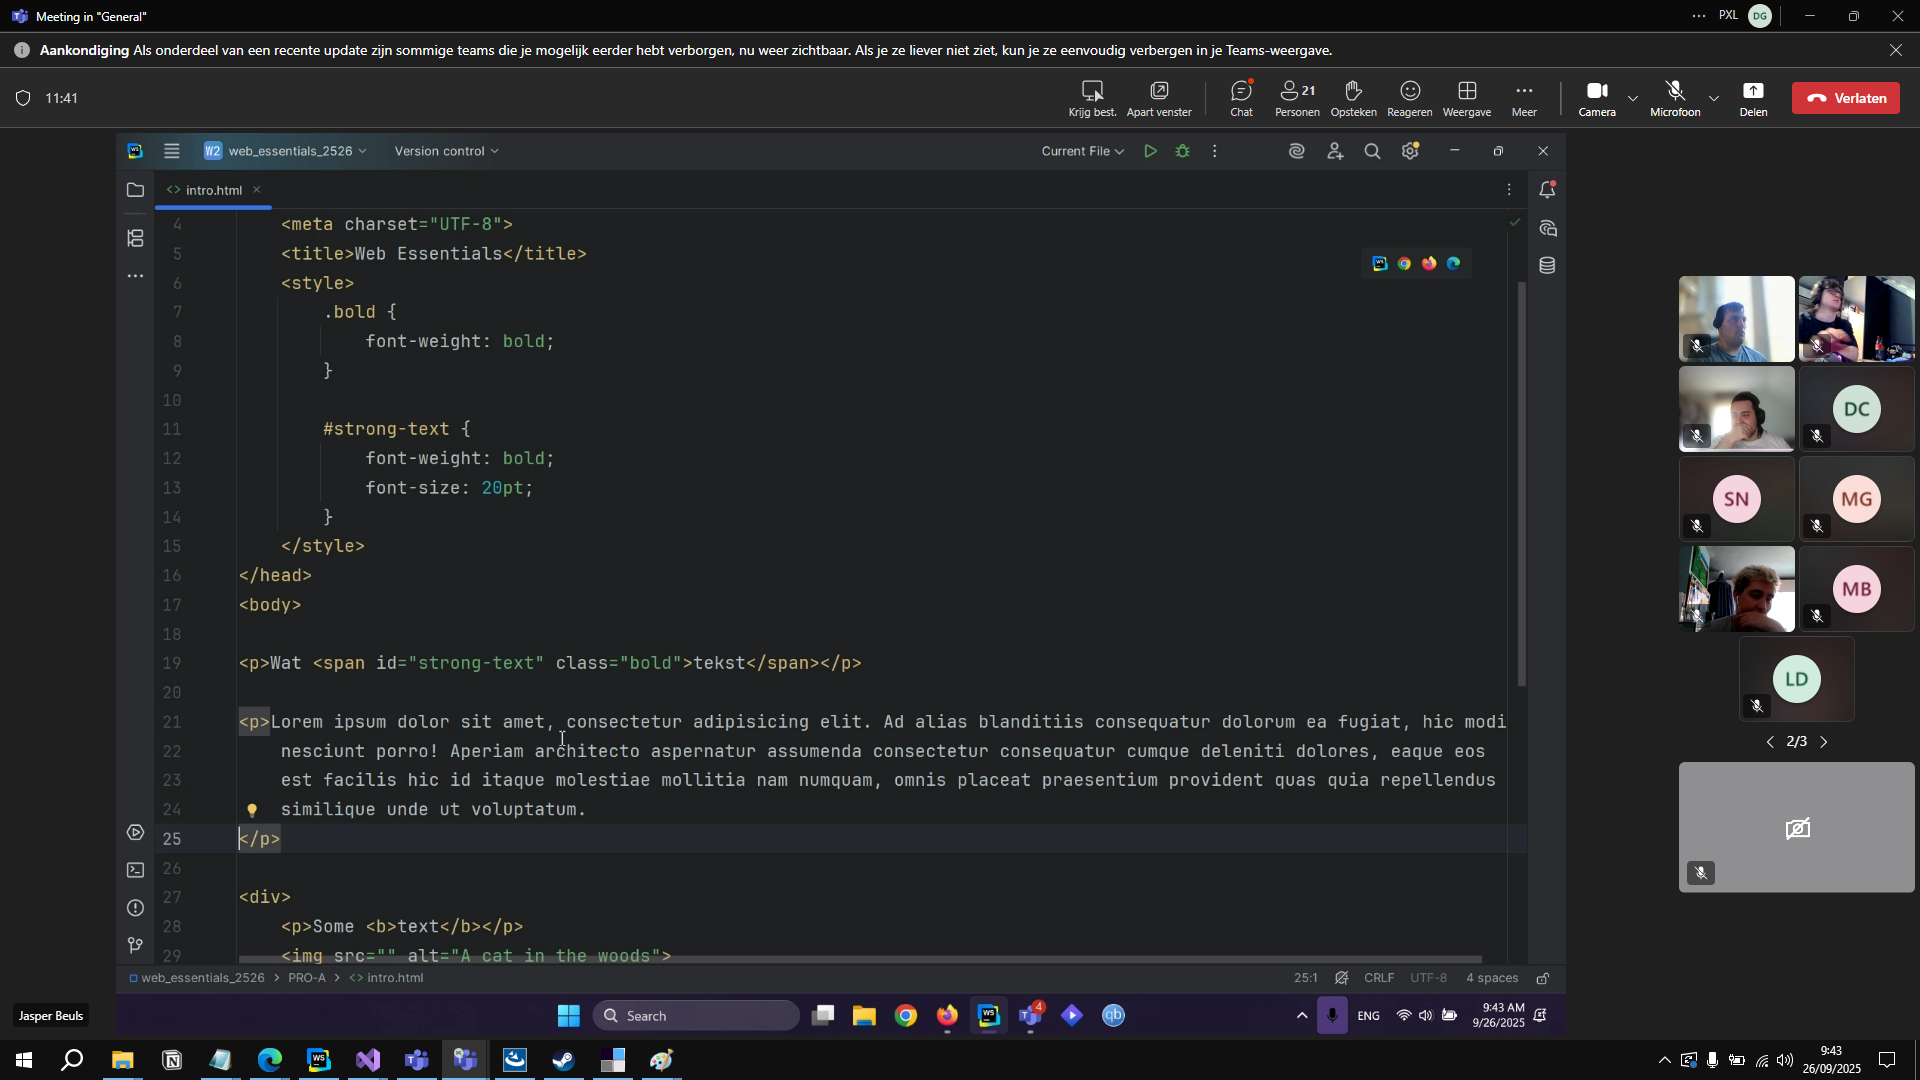 Meeting in "General"
PXL
DG
Aankondiging Als onderdeel van een recente update zijn sommige teams die je mogelijk eerder hebt verborgen, nu weer zichtbaar. Als je ze liever niet ziet, kun je ze eenvoudig verbergen in je Teams-weergave.
11:41
Krijg best.
Apart venster
Chat
21
Personen
Opsteken
Reageren
Weergave
Meer
Camera
Microfoon
Delen
Verlaten
WS
W2 web_essentials_2526
Version control
Current File
<> intro.html
4 <meta charset="UTF-8">
5 <title>Web Essentials</title>
6 <style>
7 .bold {
8 font-weight: bold;
9 }
10
11 #strong-text {
12 font-weight: bold;
13 font-size: 20pt;
14 }
15 </style>
16 </head>
17 <body>
18
19 <p>Wat <span id="strong-text" class="bold">tekst</span></p>
20
21 <p>Lorem ipsum dolor sit amet, consectetur adipisicing elit. Ad alias blanditiis consequatur dolorum ea fugiat, hic modi
22 nesciunt porro! Aperiam architecto aspernatur assumenda consectetur consequatur cumque deleniti dolores, eaque eos
23 est facilis hic id itaque molestiae mollitia nam numquam, omnis placeat praesentium provident quas quia repellendus
24 similique unde ut voluptatum.
25 </p>
26
27 <div>
28 <p>Some <b>text</b></p>
29 <img src="" alt="A cat in the woods">
web_essentials_2526 > PRO-A > <> intro.html
25:1
CRLF
UTF-8
4 spaces
DC
SN
MG
MB
LD
2/3
Jasper Beuls
Search
WS
4
qb
ENG
9:43 AM
9/26/2025
WS
9:43
26/09/2025